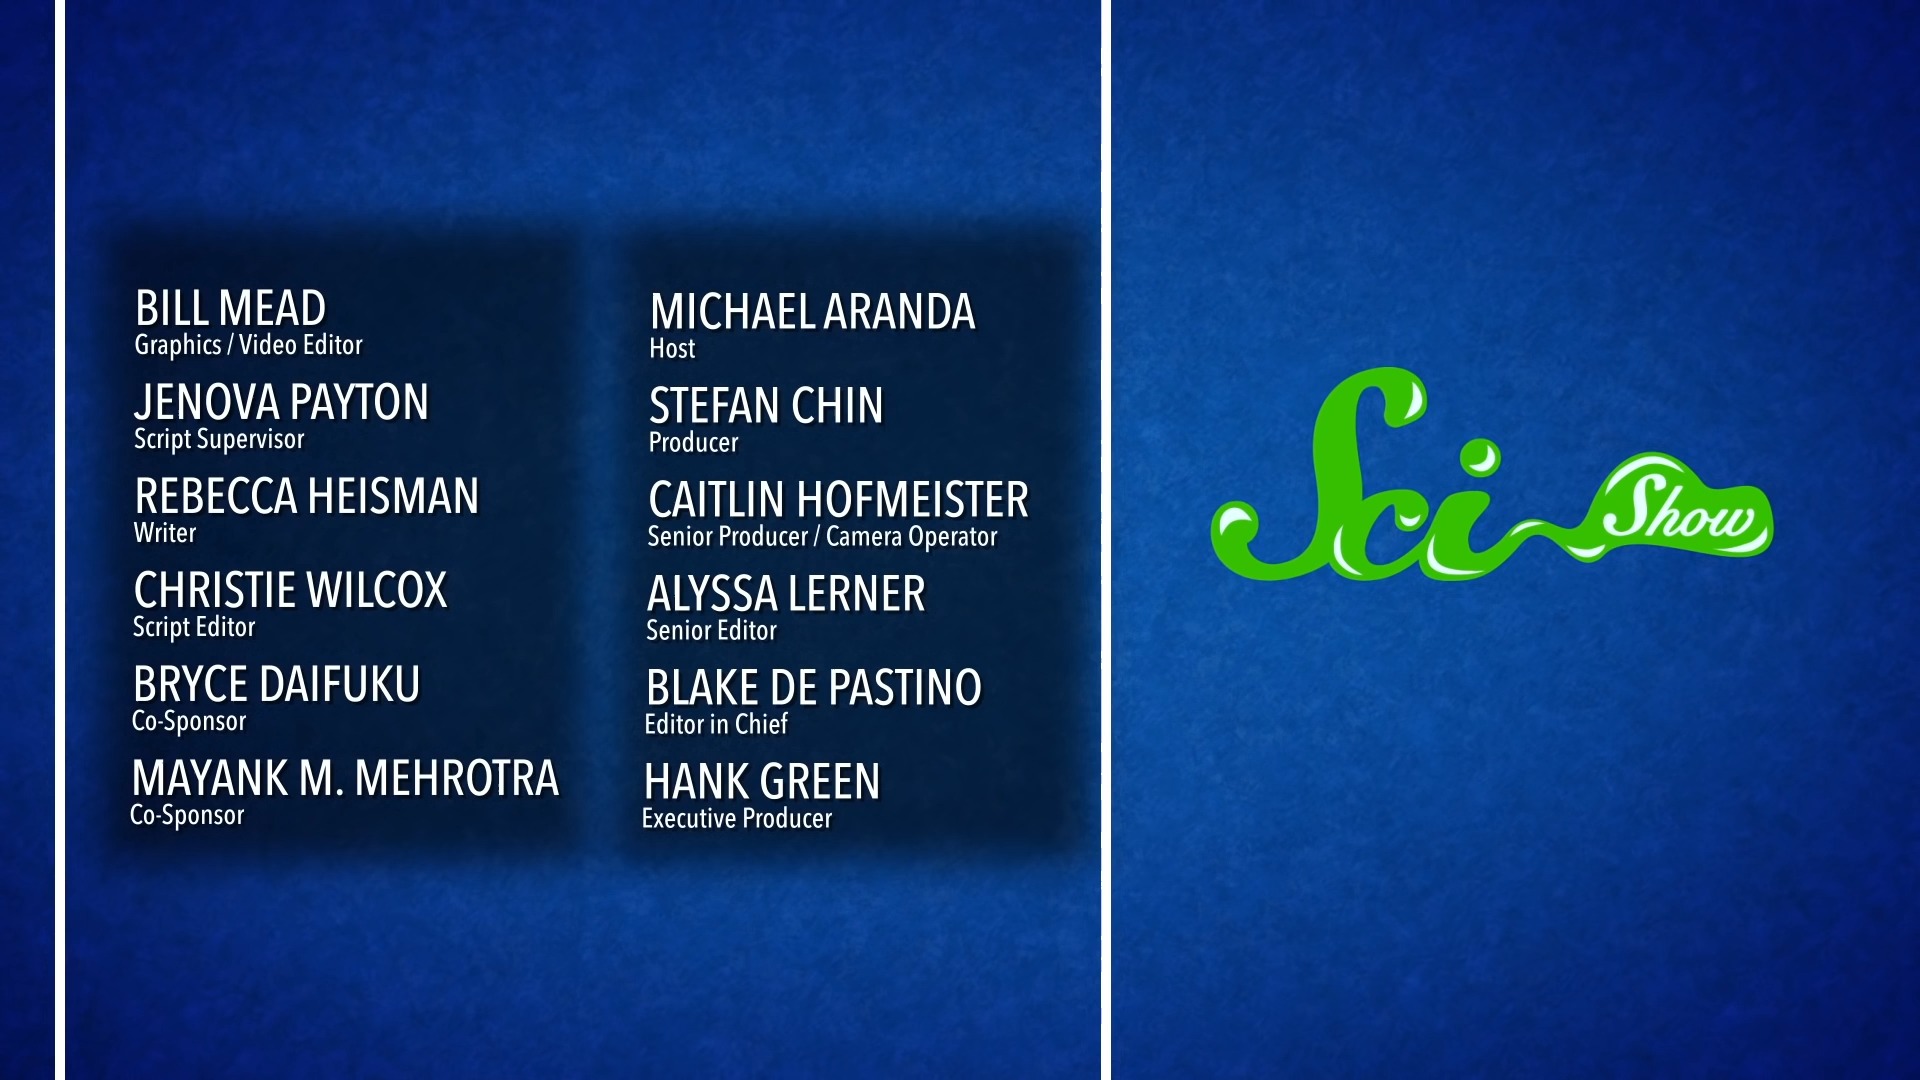 BILL MEAD
Graphics / Video Editor
JENOVA PAYTON
Script Supervisor
REBECCA HEISMAN
Writer
CHRISTIE WILCOX
Script Editor
BRYCE DAIFUKU
Co-Sponsor
MAYANK M. MEHROTRA
Co-Sponsor
MICHAEL ARANDA
Host
STEFAN CHIN
Producer
CAITLIN HOFMEISTER
Senior Producer / Camera Operator
ALYSSA LERNER
Senior Editor
BLAKE DE PASTINO
Editor in Chief
HANK GREEN
Executive Producer
Sci Show